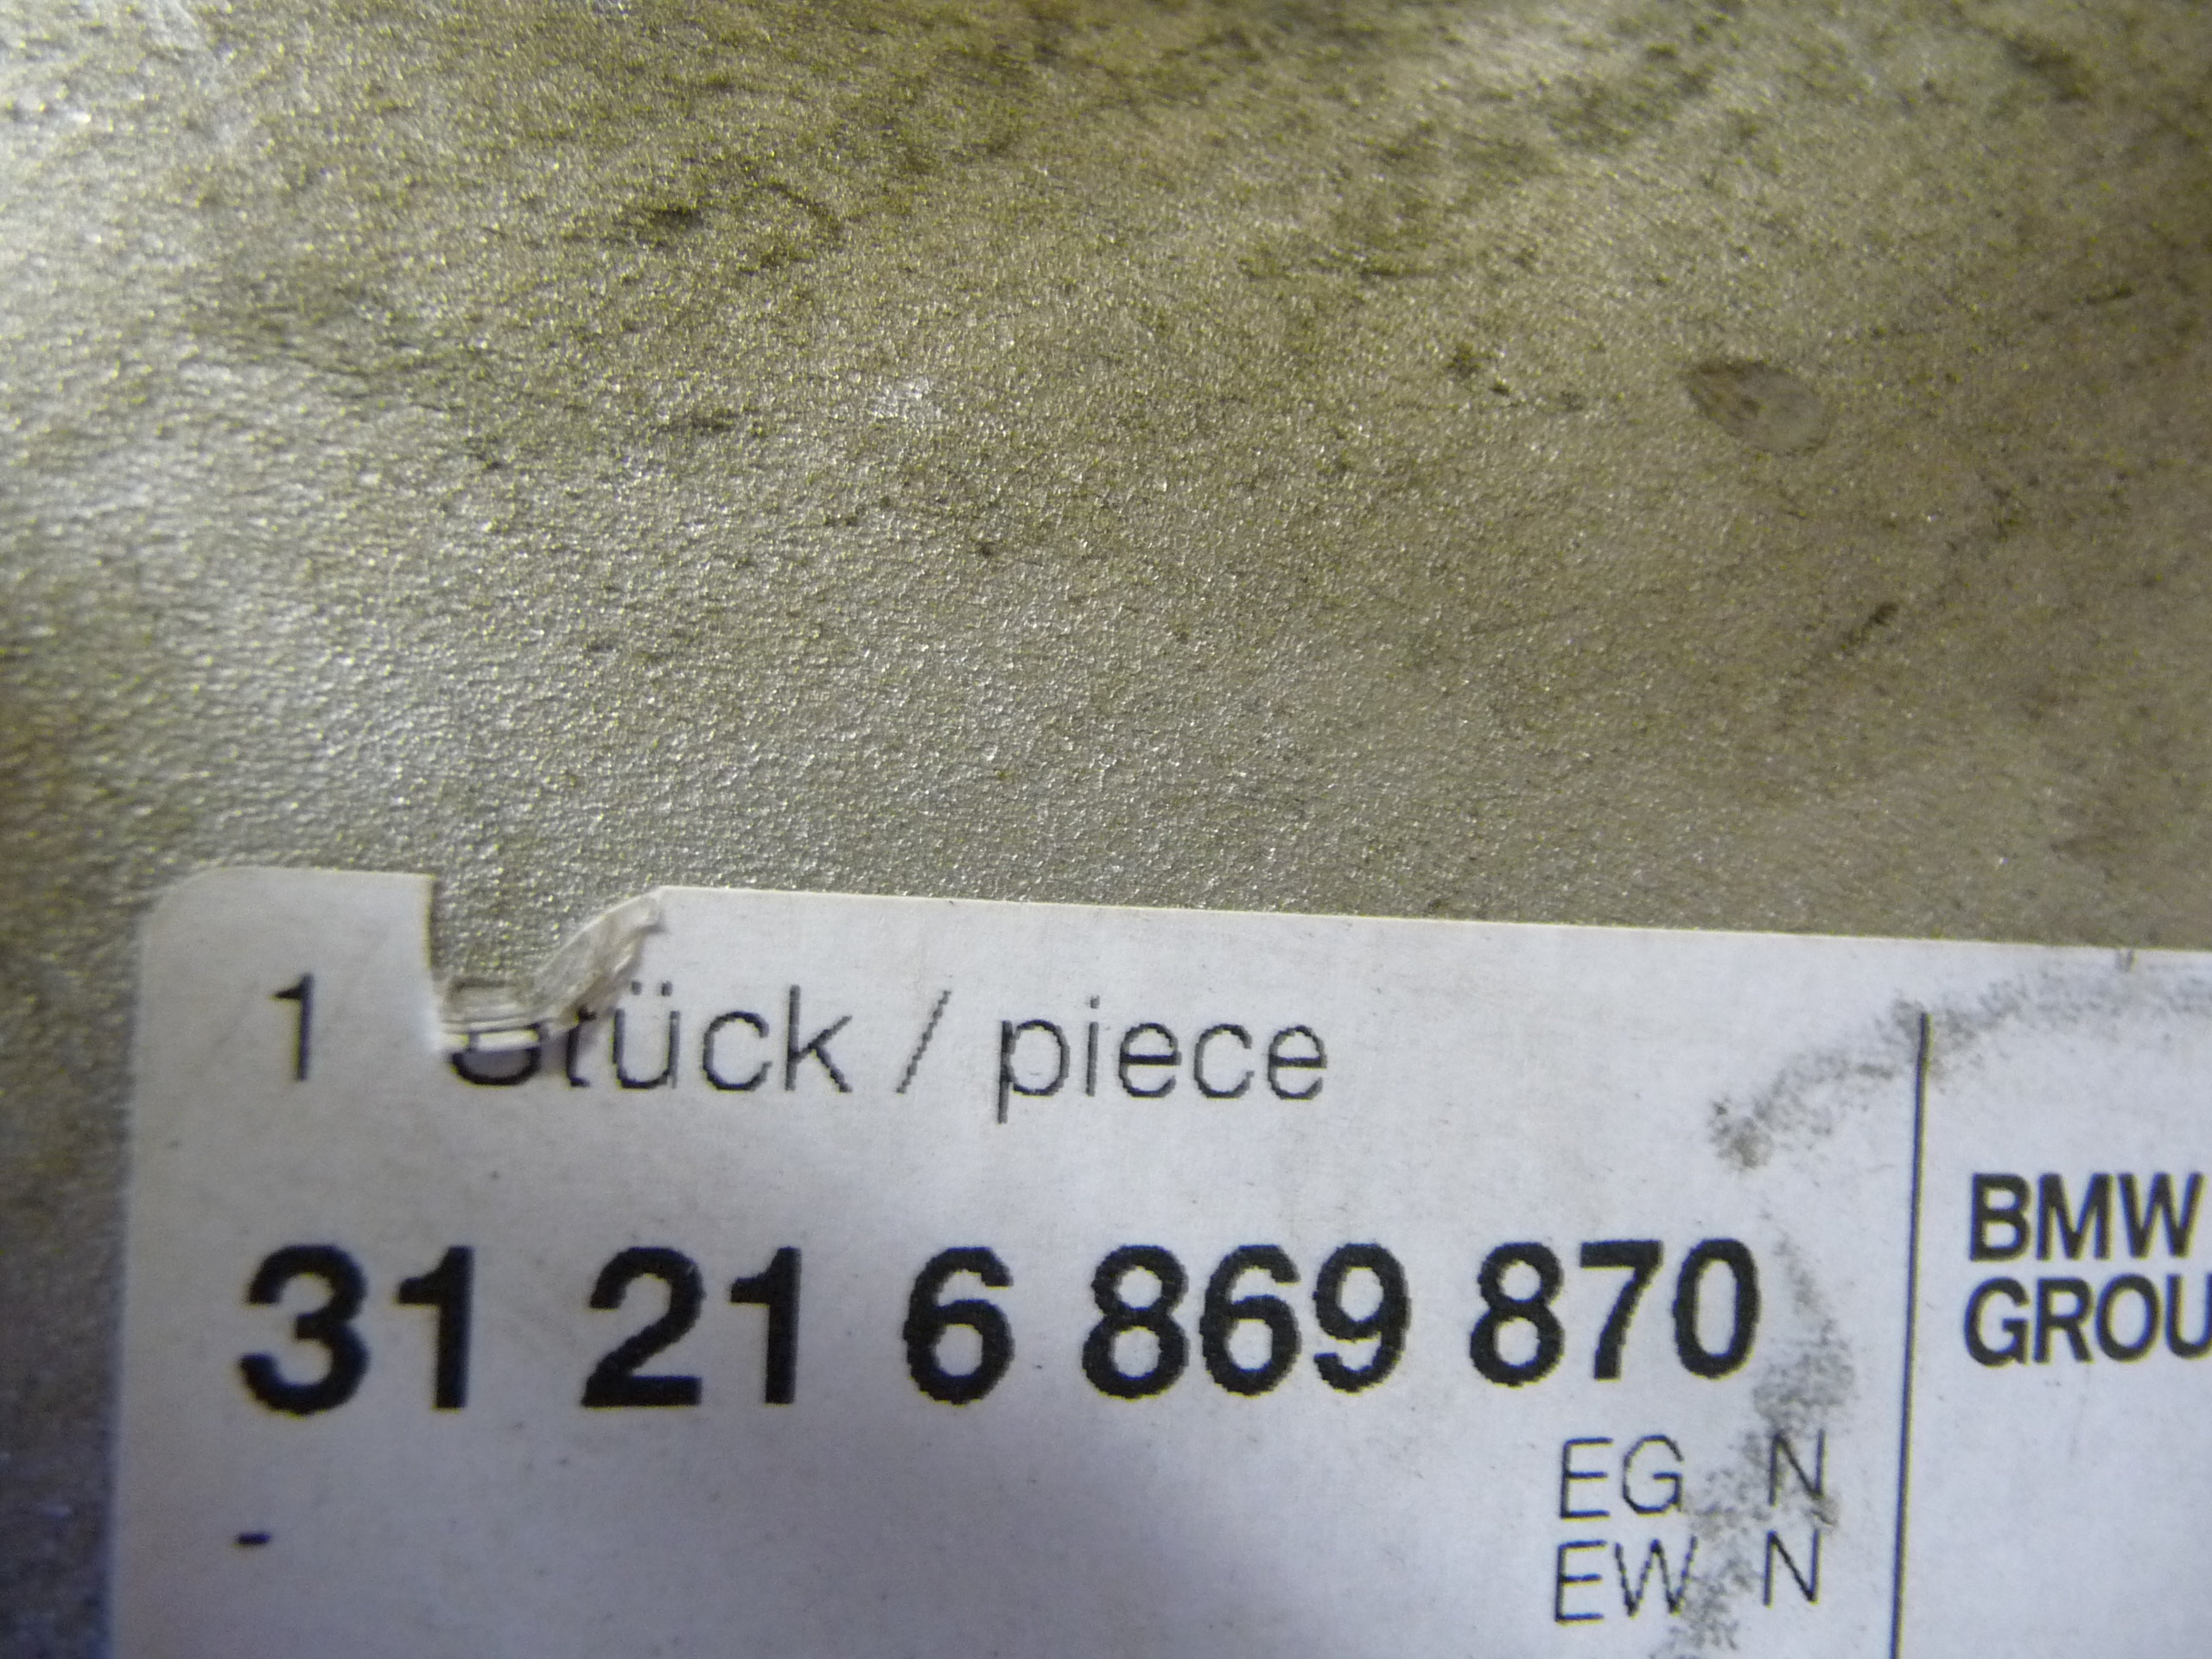 1 Stück / piece
31 21 6 869 870
EG N
EW N
-
BMW
GROU